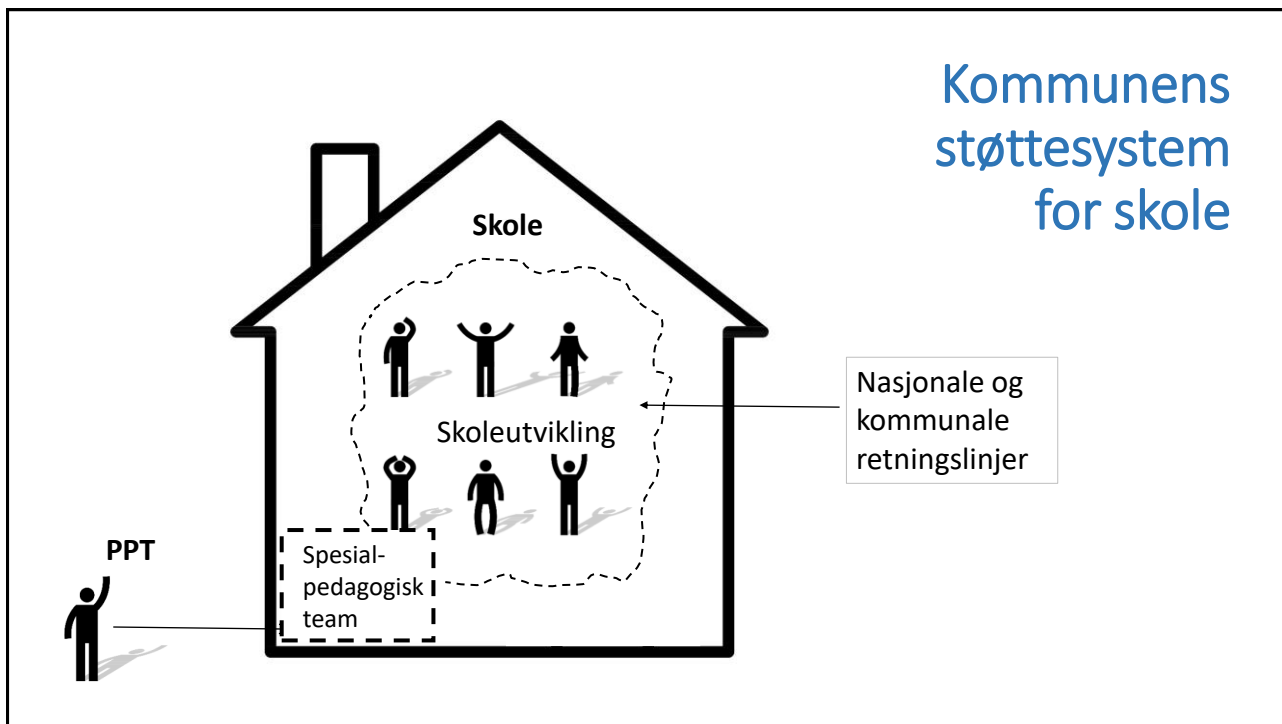 Kommunens
støttesystem
for skole
Skole
Skoleutvikling
Nasjonale og
kommunale
retningslinjer
PPT
Spesial-
pedagogisk
team